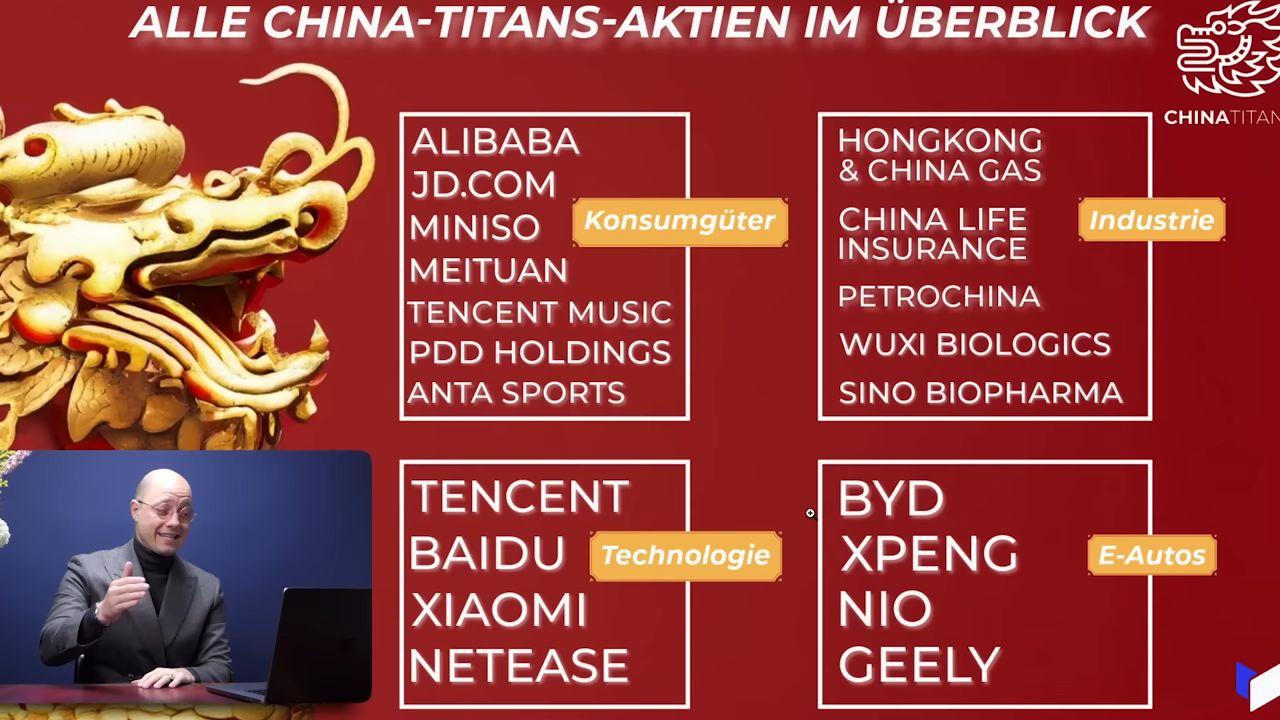 ALLE CHINA-TITANS-AKTIEN IM ÜBERBLICK
CHINATITAN
ALIBABA
JD.COM
MINISO
MEITUAN
TENCENT MUSIC
PDD HOLDINGS
ANTA SPORTS
Konsumgüter
HONGKONG
& CHINA GAS
CHINA LIFE
INSURANCE
PETROCHINA
WUXI BIOLOGICS
SINO BIOPHARMA
Industrie
TENCENT
BAIDU
XIAOMI
NETEASE
Technologie
BYD
XPENG
NIO
GEELY
E-Autos